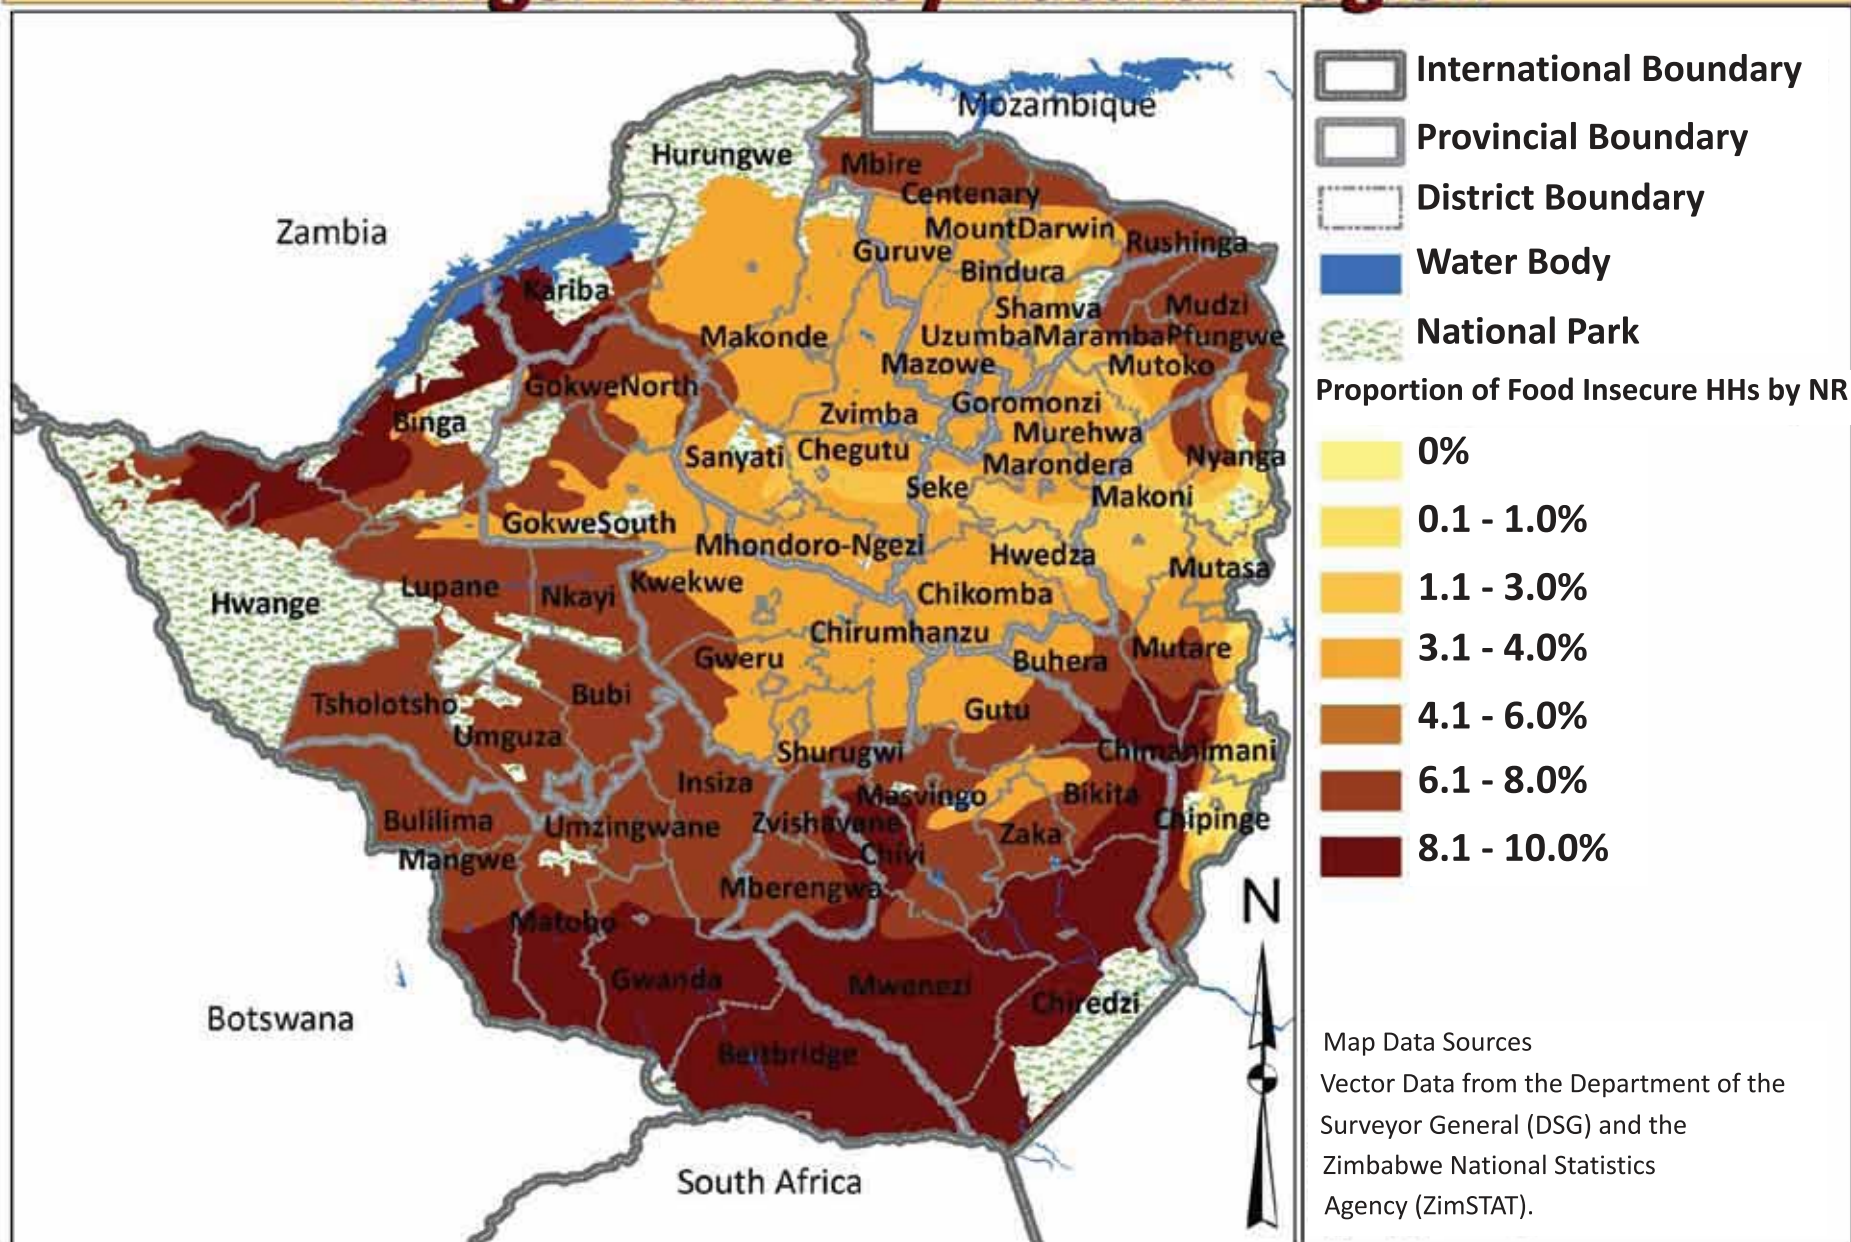 Mozambique
Hurungwe
Mbire
Centenary
Zambia
MountDarwin
Rushinga
Guruve
Bindura
Kariba
Shamva
Mudzi
Makonde
UzumbaMarambaPfungwe
Mazowe
Mutoko
GokweNorth
Goromonzi
Zvimba
Binga
Murehwa
Chegutu
Sanyati
Marondera
Nyanga
Seke
Makoni
GokweSouth
Mhondoro-Ngezi
Hwedza
Mutasa
Lupane
Kwekwe
Nkayi
Chikomba
Hwange
Chirumhanzu
Mutare
Gweru
Buhera
Bubi
Tsholotsho
Gutu
Umguza
Shurugwi
Chimanimani
Insiza
Masvingo
Bikita
Bulilima
Umzingwane
Zvishavane
Chipinge
Zaka
Chivi
Mangwe
Mberengwa
N
Matobo
Gwanda
Mwenezi
Chiredzi
Botswana
Beitbridge
South Africa
International Boundary
Provincial Boundary
District Boundary
Water Body
National Park
Proportion of Food Insecure HHs by NR
0%
0.1 - 1.0%
1.1 - 3.0%
3.1 - 4.0%
4.1 - 6.0%
6.1 - 8.0%
8.1 - 10.0%
Map Data Sources
Vector Data from the Department of the
Surveyor General (DSG) and the
Zimbabwe National Statistics
Agency (ZimSTAT).